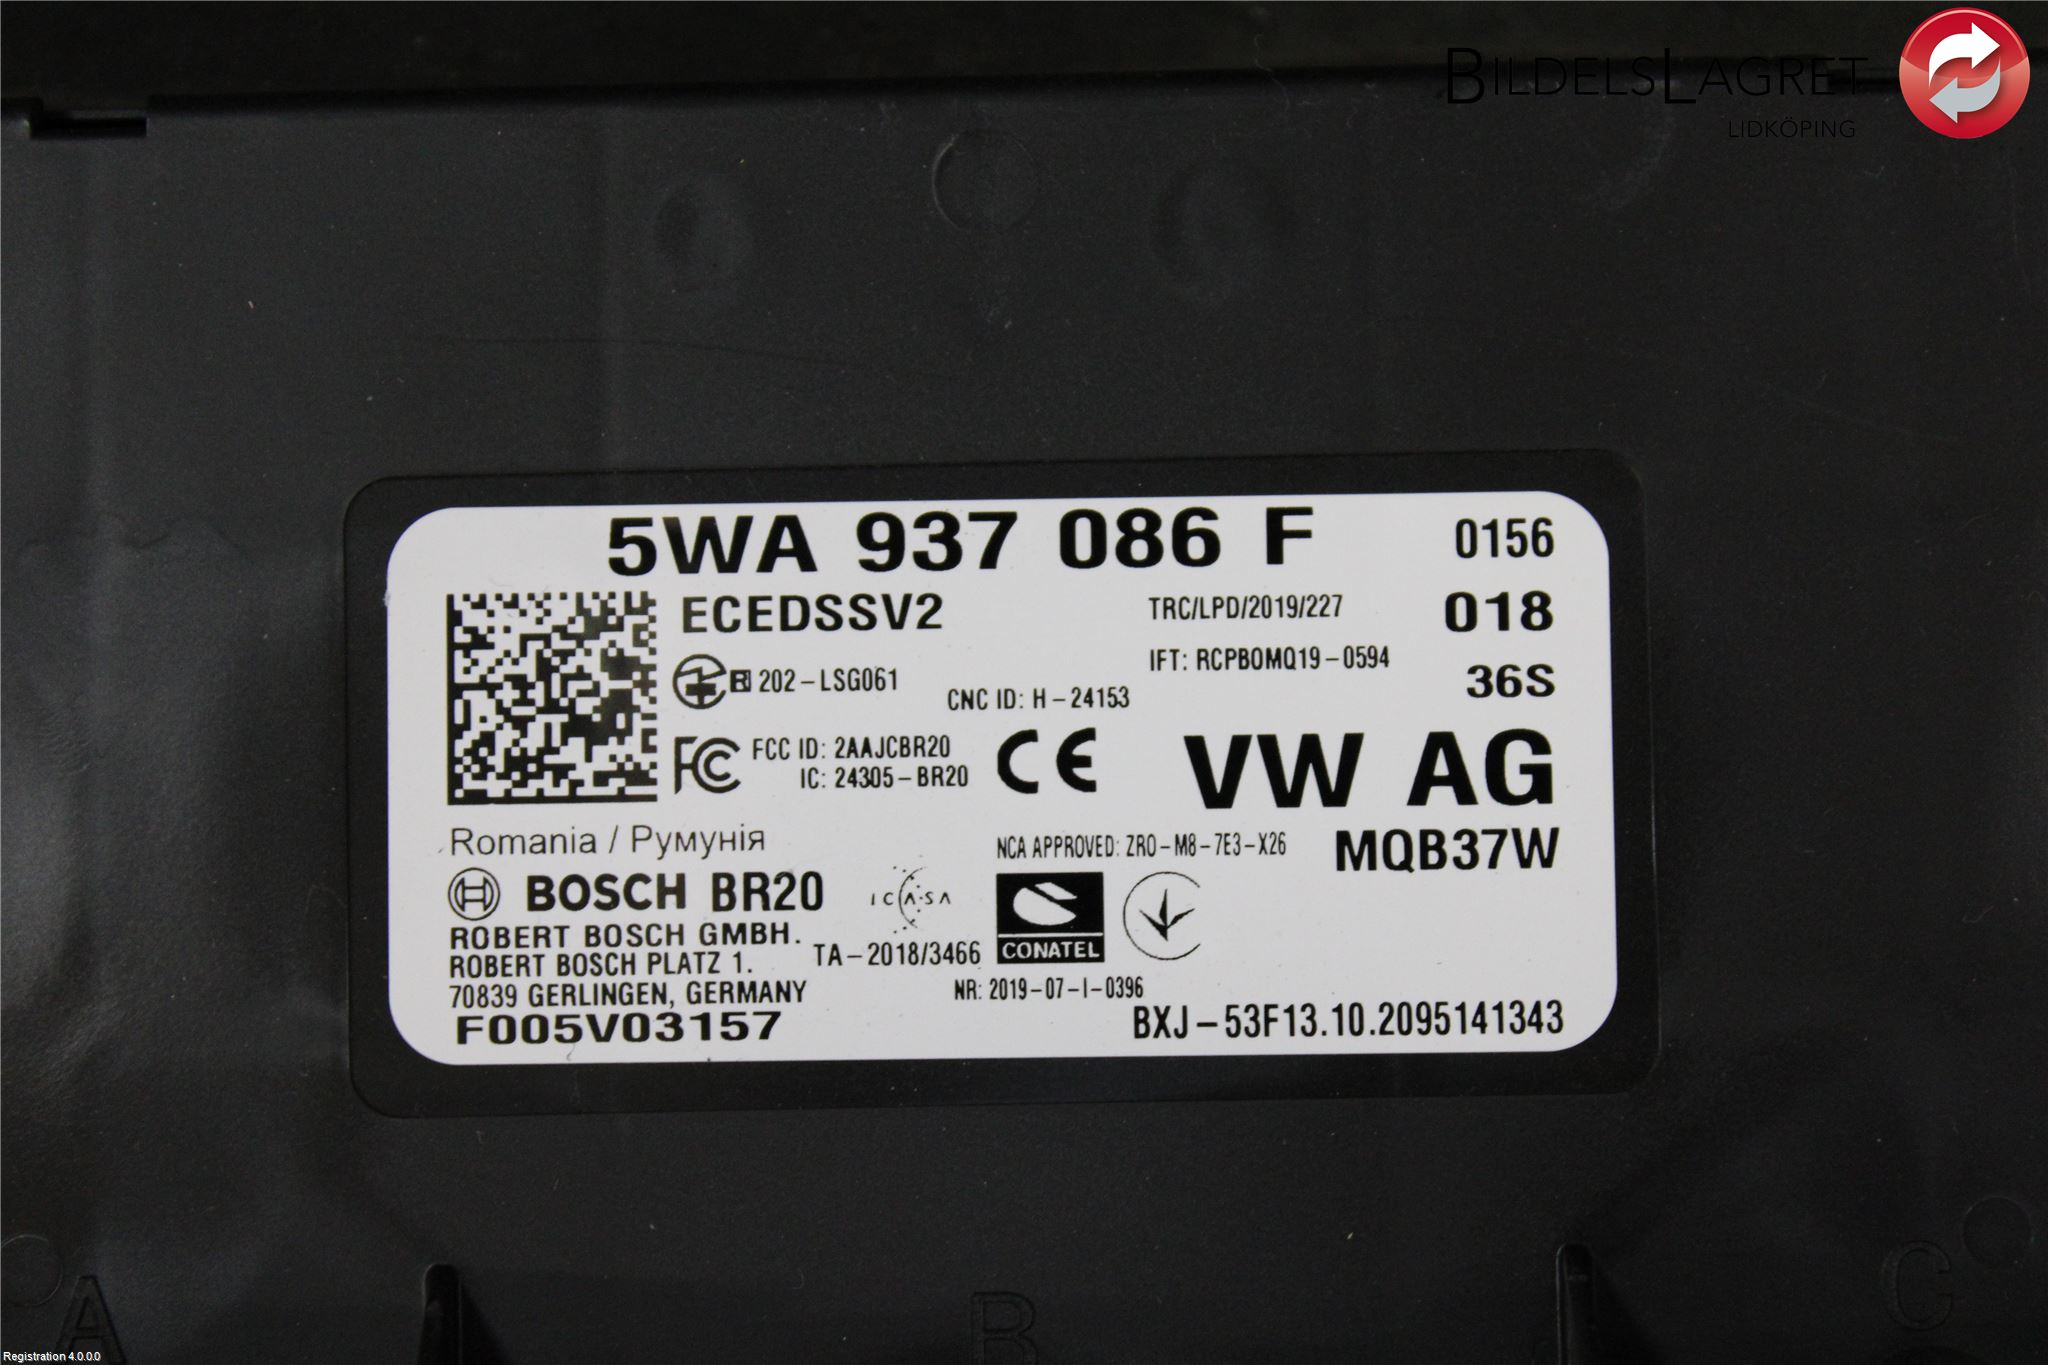 BILDELSLAGRET
LIDKÖPING
5WA 937 086 F
0156
ECEDSSV2
TRC/LPD/2019/227
018
R 202-LSG061
IFT: RCPBOMQ19-0594
36S
CNC ID: H-24153
FCC ID: 2AAJCBR20
IC: 24305-BR20
CE
VW AG
Romania / Румунія
NCA APPROVED: ZRO-M8-7E3-X26
MQB37W
BOSCH BR20
ICASA
ROBERT BOSCH GMBH.
ROBERT BOSCH PLATZ 1.
TA-2018/3466
CONATEL
70839 GERLINGEN, GERMANY
NR: 2019-07-I-0396
F005V03157
BXJ-53F13.10.2095141343
A
B
C
Registration 4.0.0.0